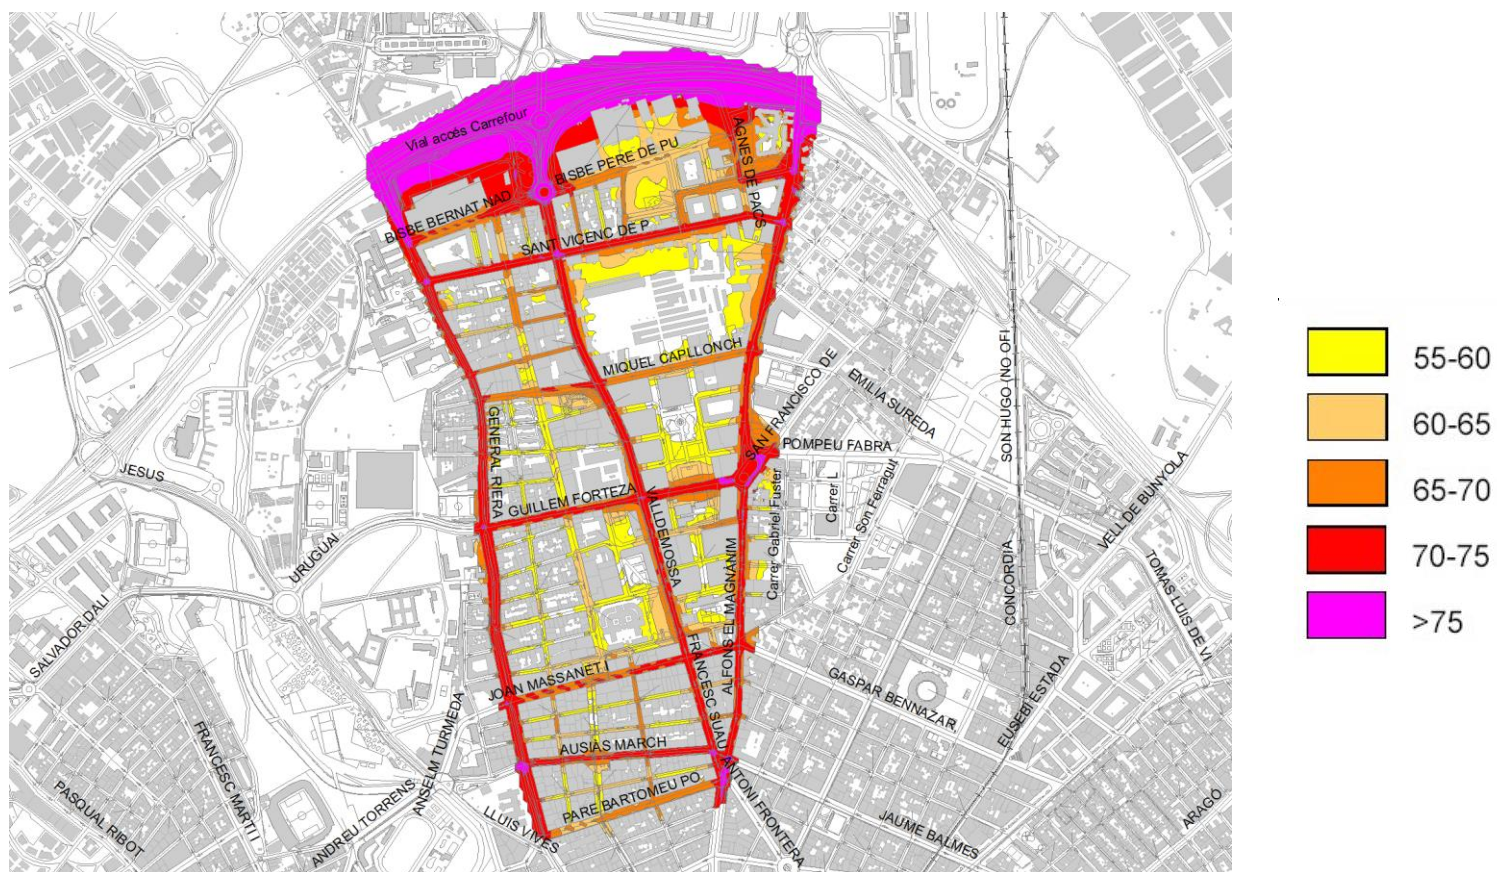 Vial accés Carrefour
BISBE PERE DE PU
AGNES DE PACS
BISBE BERNAT NAD
SANT VICENC DE P
MIQUEL CAPLLONCH
SAN FRANCISCO DE
EMILIA SUREDA
SON HUGO (NO OFI
55-60
60-65
65-70
70-75
>75
GENERAL RIERA
POMPEU FABRA
JESUS
GUILLEM FORTEZA
VALLDEMOSSA
Carrer Gabriel Fuster
Carrer L
Carrer Son Ferragut
VELL DE BUNYOLA
URUGUAI
ALFONS EL MAGNANIM
CONCORDIA
TOMAS LUIS DE VI
SALVADOR DALI
JOAN MASSANET I
FRANCESC SUAU
GASPAR BENNAZAR
EUSEBI ESTADA
FRANCESC MARTI I
ANSELM TURMEDA
AUSIAS MARCH
PASQUAL RIBOT
ANDREU TORRENS
LLUIS VIVES
PARE BARTOMEU PO
ANTONI FRONTERA
JAUME BALMES
ARAGÓ